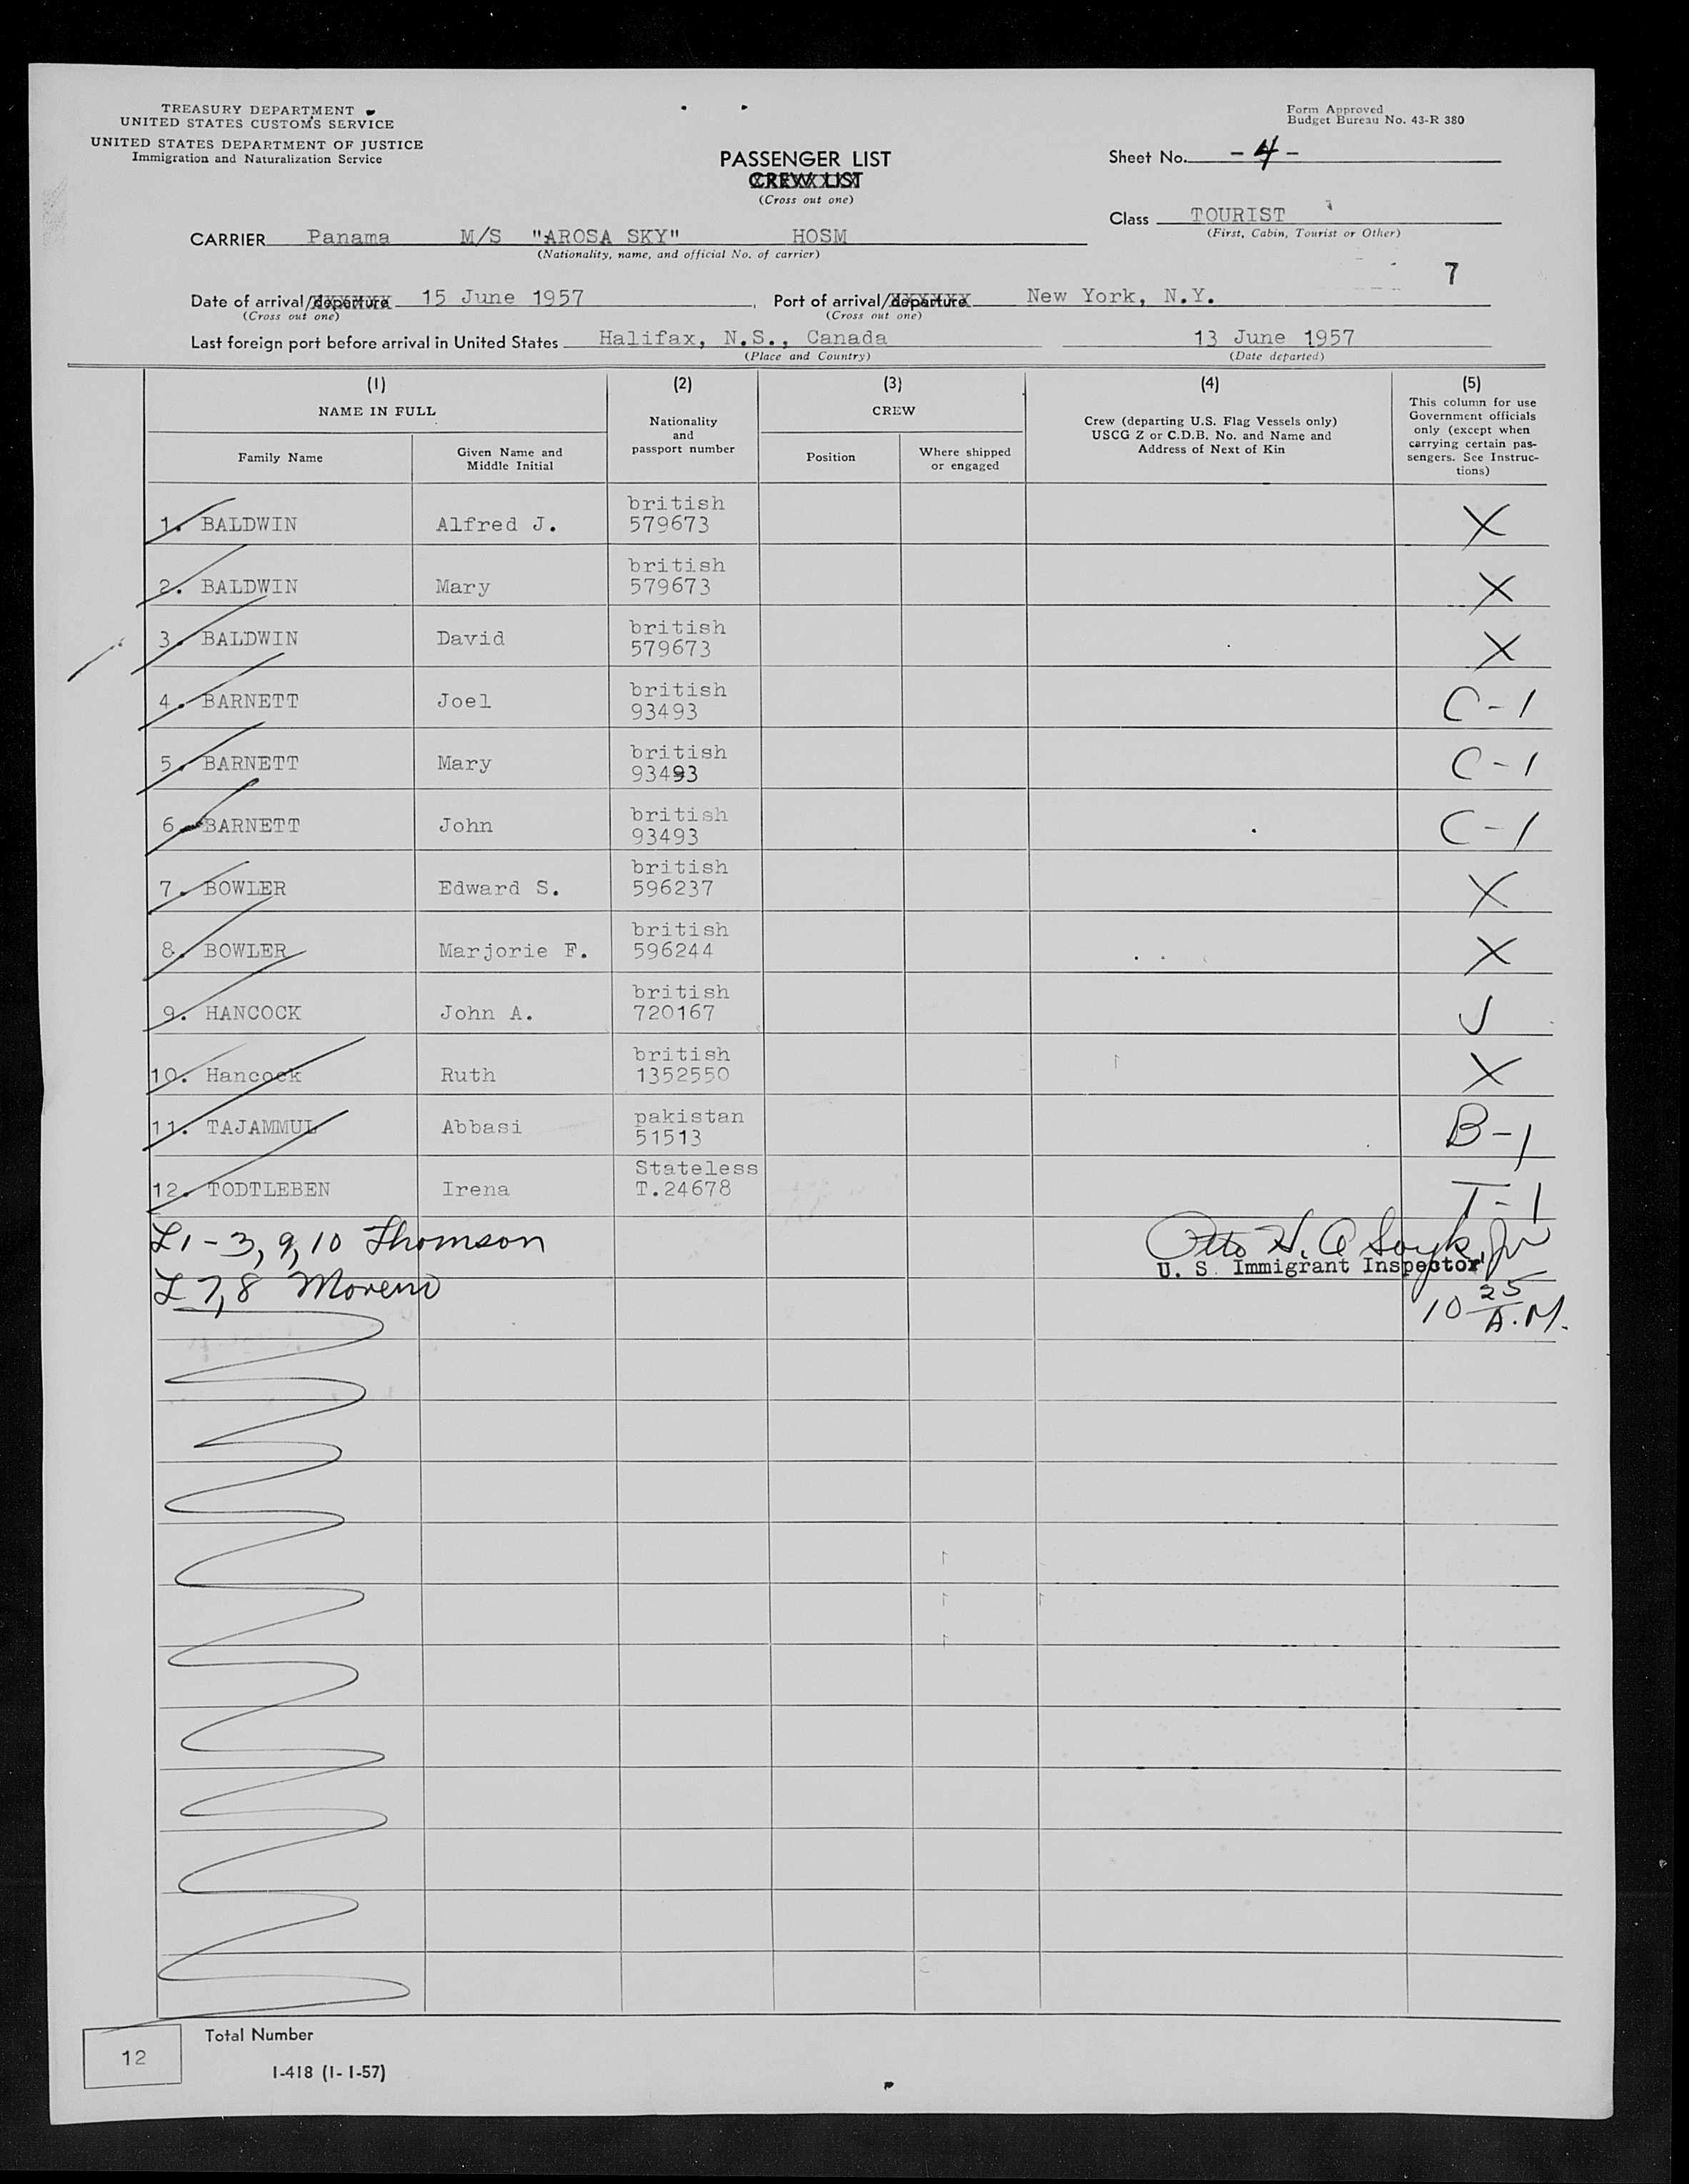 TREASURY DEPARTMENT
UNITED STATES CUSTOMS SERVICE
UNITED STATES DEPARTMENT OF JUSTICE
Immigration and Naturalization Service
Form Approved
Budget Bureau No. 43-R 380
PASSENGER LIST
CREW LIST
(Cross out one)
Sheet No. -4-
Class TOURIST
(First, Cabin, Tourist or Other)
CARRIER Panama M/S "AROSA SKY" HOSM
(Nationality, name, and official No. of carrier)
7
Date of arrival/departure 15 June 1957, Port of arrival/departure New York, N.Y.
(Cross out one) (Cross out one)
Last foreign port before arrival in United States Halifax, N.S., Canada 13 June 1957
(Place and Country) (Date departed)
(1) (2) (3) (4) (5)
NAME IN FULL
Family Name
Given Name and
Middle Initial
Nationality
and
passport number
CREW
Position
Where shipped
or engaged
Crew (departing U.S. Flag Vessels only)
USCG Z or C.D.B. No. and Name and
Address of Next of Kin
This column for use
Government officials
only (except when
carrying certain pas-
sengers. See Instruc-
tions)
british
1. BALDWIN Alfred J. 579673 X
british
2. BALDWIN Mary 579673 X
british
3. BALDWIN David 579673 X
british
4. BARNETT Joel 93493 C-1
british
5. BARNETT Mary 93493 C-1
british
6. BARNETT John 93493 C-1
british
7. BOWLER Edward S. 596237 X
british
8. BOWLER Marjorie F. 596244 X
british
9. HANCOCK John A. 720167
british
10. Hancock Ruth 1352550 X
pakistan
11. TAJAMMUL Abbasi 51513 B-1
Stateless
12. TODTLEBEN Irena T.24678 T-1
L1-3, 9, 10 Thomson
L 7, 8 Moreno
Otto H. A
U. S. Immigrant Inspector
10 25 A.M.
12
Total Number
I-418 (1-1-57)